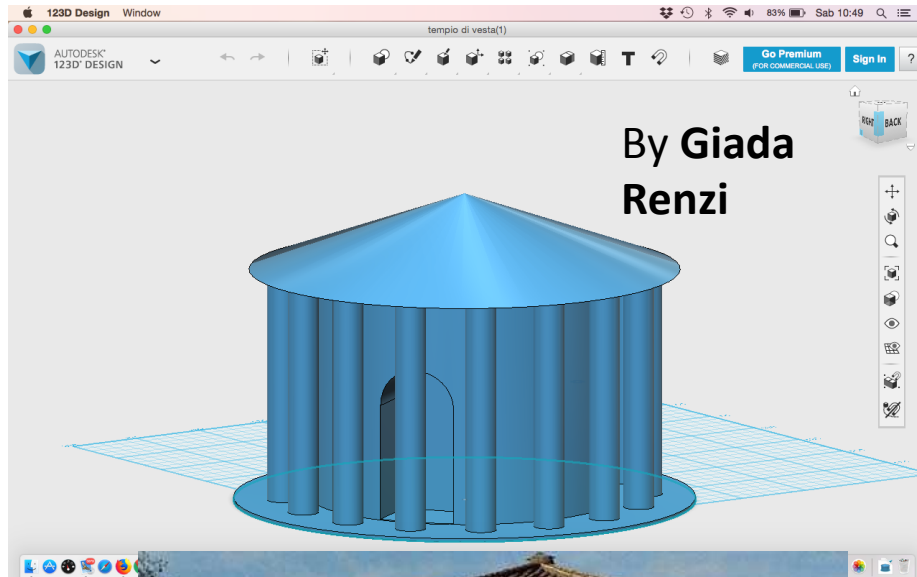 123D Design Window
83% Sab 10:49
tempio di vesta(1)
AUTODESK®
123D® DESIGN
T
Go Premium
(FOR COMMERCIAL USE)
Sign In
?
RIGHT BACK
By Giada
Renzi